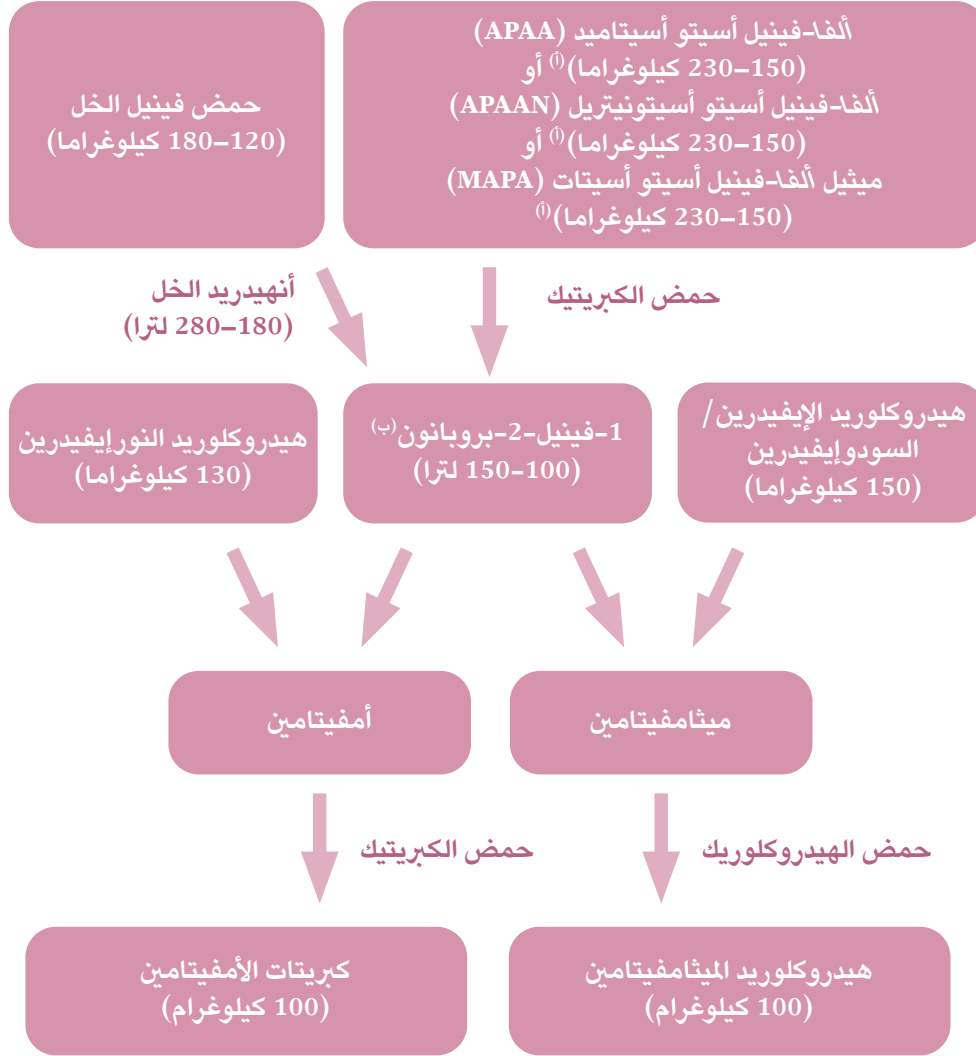 ألفا-فينيل أسيتو أسيتاميد (APAA)
(150–230 كيلوغراما)(أ) أو
ألفا-فينيل أسيتو أسيتونيتريل (APAAN)
(150–230 كيلوغراما)(أ) أو
ميثيل ألفا-فينيل أسيتو أسيتات (MAPA)
(150–230 كيلوغراما)(أ)
حمض فينيل الخل
(120–180 كيلوغراما)
حمض الكبريتيك
أنهيدريد الخل
(180–280 لترا)
هيدروكلوريد الإيفيدرين/
السودوإيفيدرين
(150 كيلوغراما)
1-فينيل-2-بروبانون(ب)
(100–150 لترا)
هيدروكلوريد النورإيفيدرين
(130 كيلوغراما)
ميثامفيتامين
أمفيتامين
حمض الهيدروكلوريك
حمض الكبريتيك
هيدروكلوريد الميثامفيتامين
(100 كيلوغرام)
كبريتات الأمفيتامين
(100 كيلوغرام)